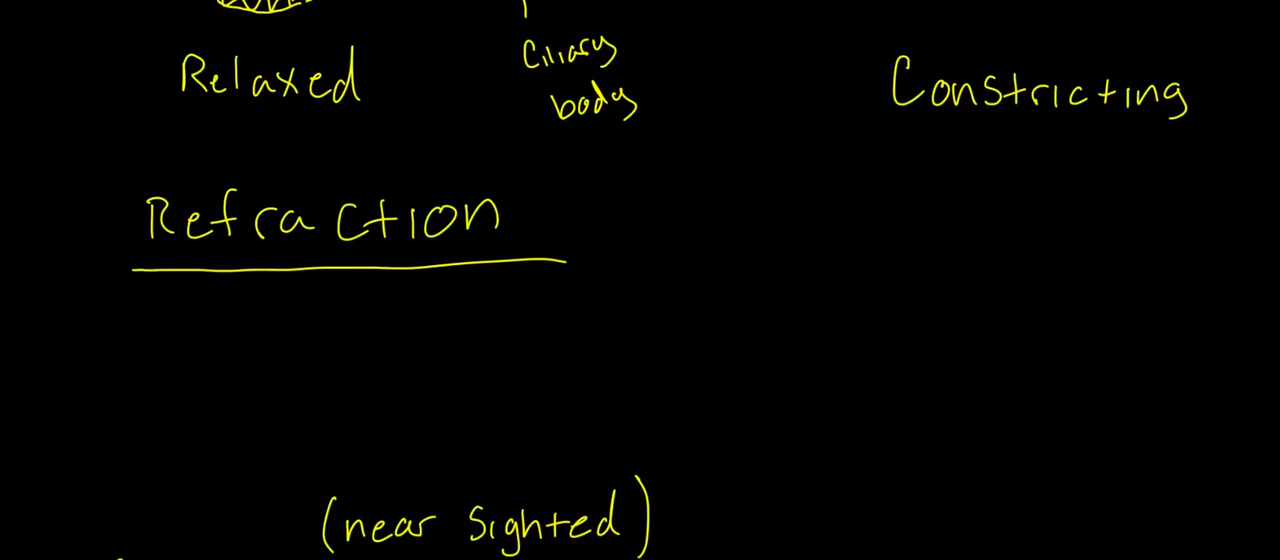 Relaxed
Ciliary
body
Constricting
Refraction
(near sighted)